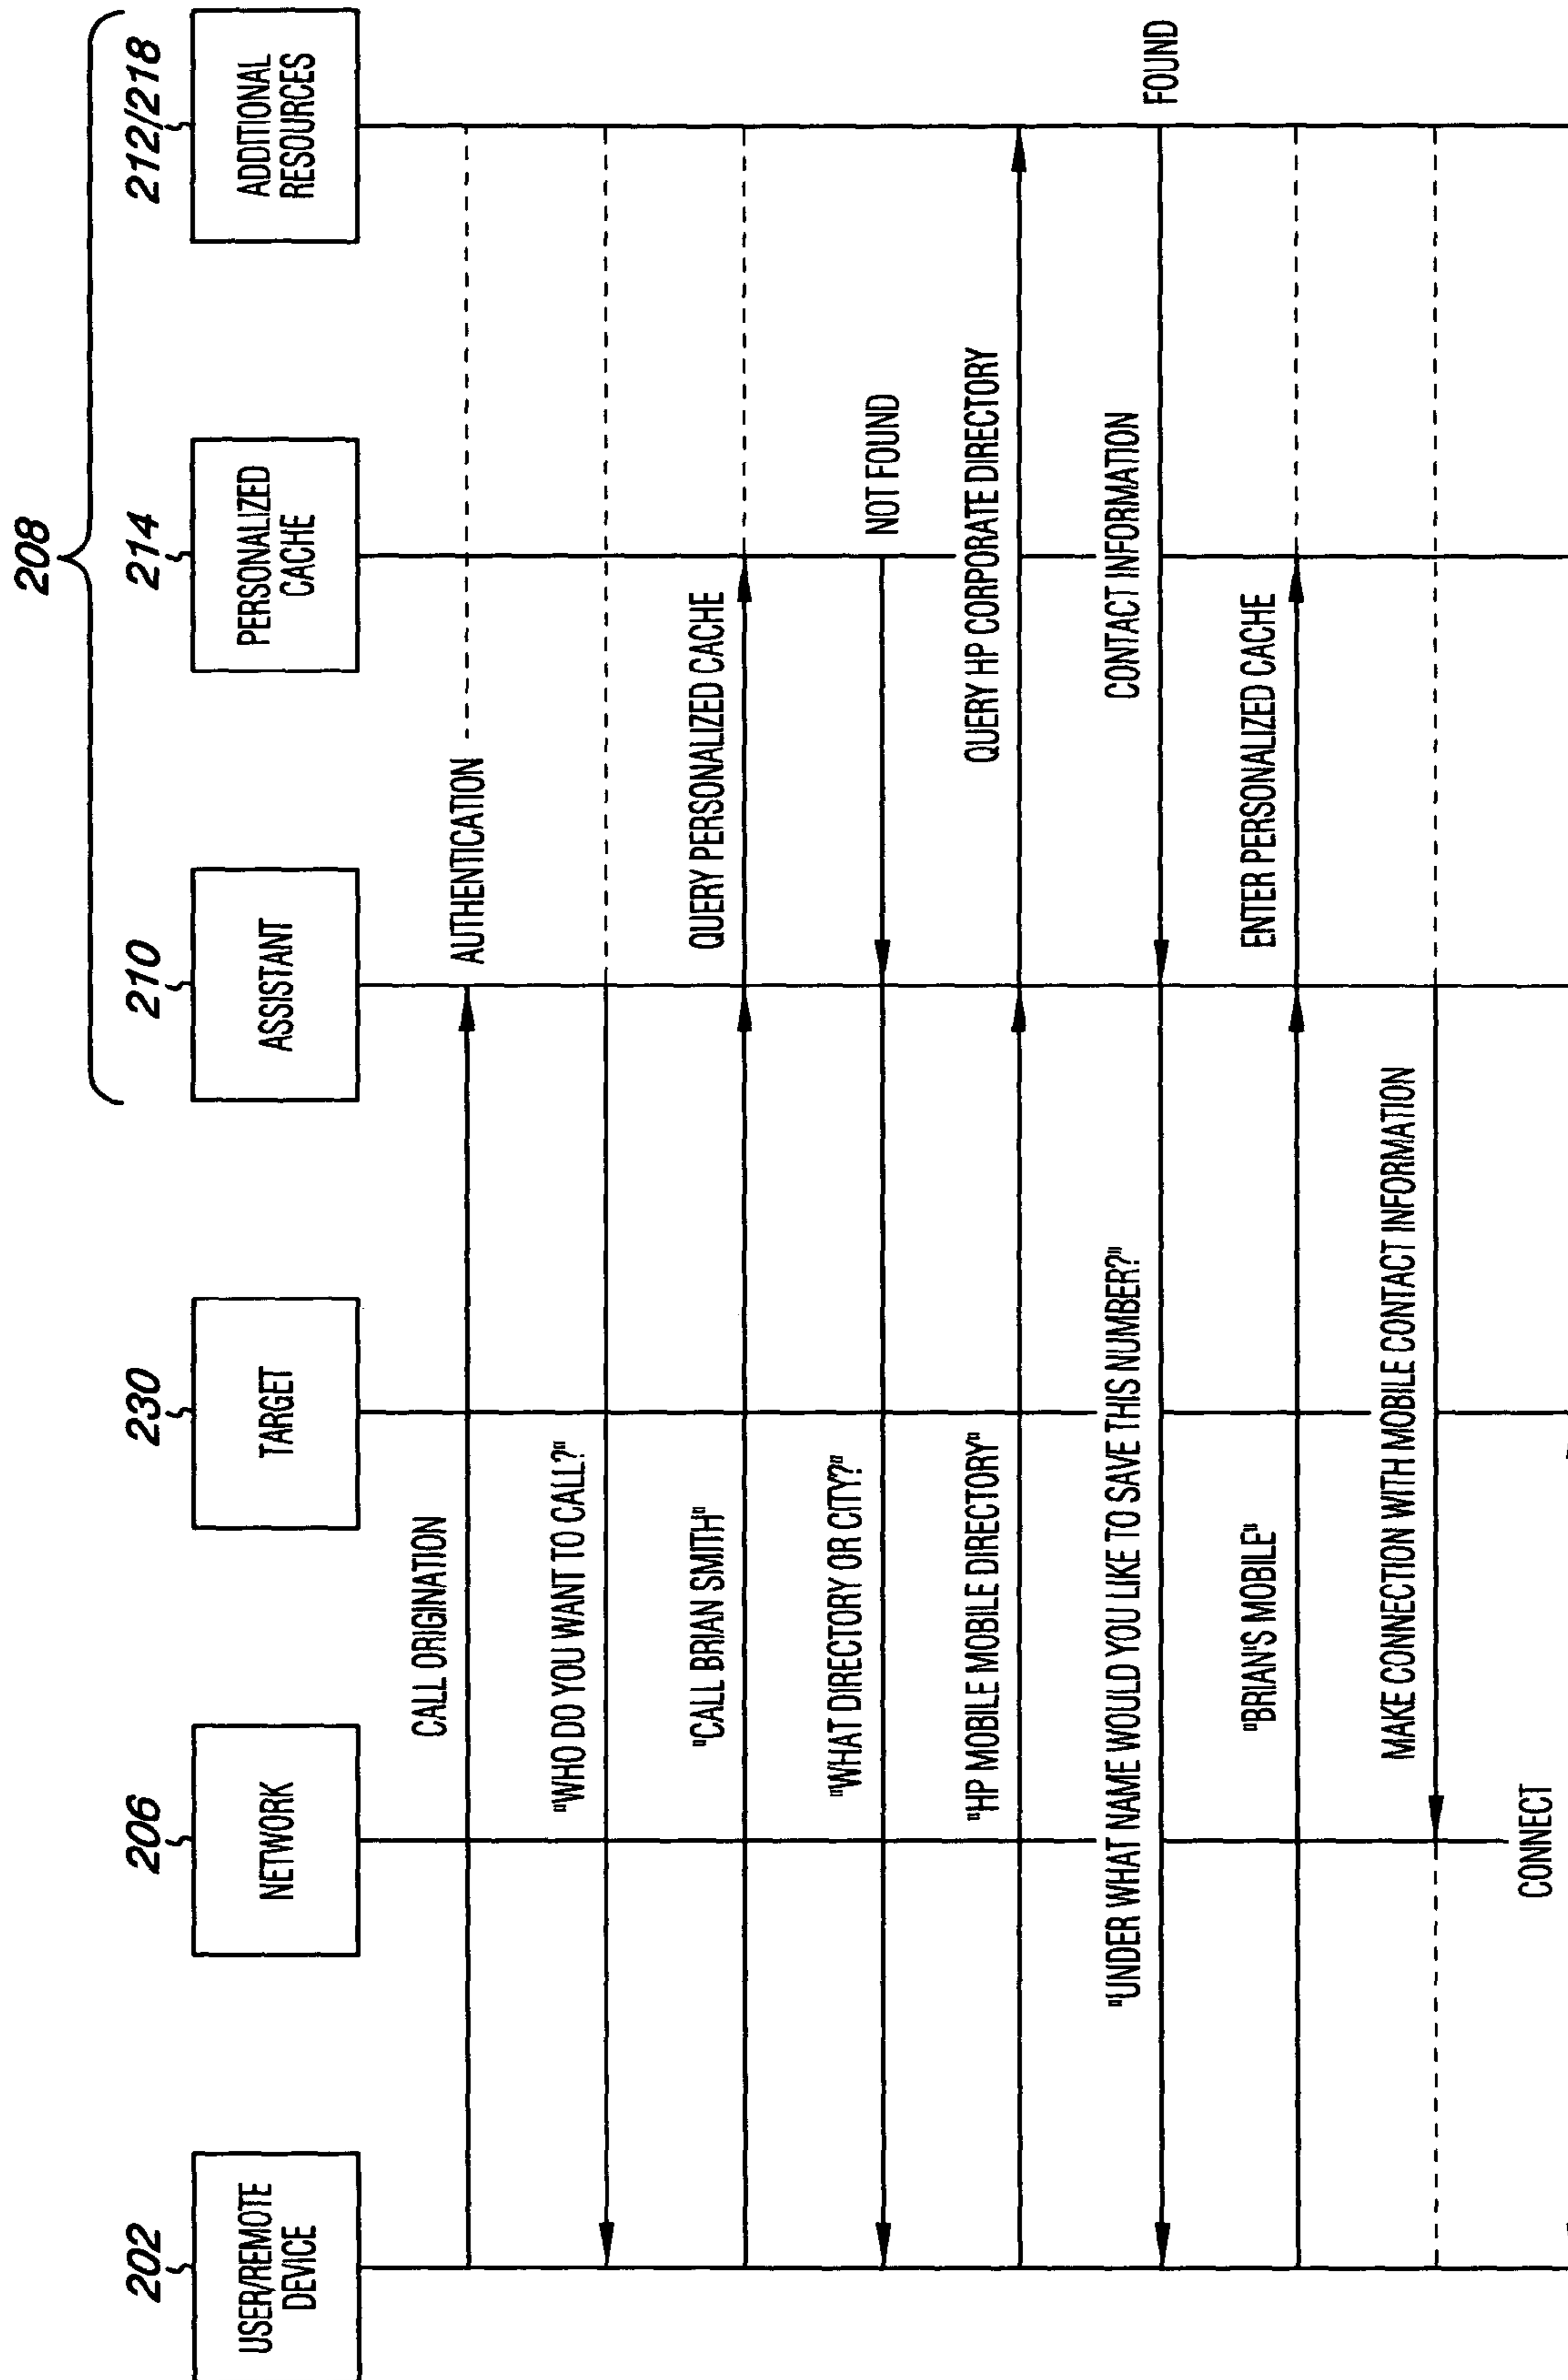 208
202
206
230
210
214
212/218
USER/REMOTE
DEVICE
NETWORK
TARGET
ASSISTANT
PERSONALIZED
CACHE
ADDITIONAL
RESOURCES
CALL ORIGINATION
AUTHENTICATION
"WHO DO YOU WANT TO CALL?"
"CALL BRIAN SMITH"
QUERY PERSONALIZED CACHE
"WHAT DIRECTORY OR CITY?"
NOT FOUND
"HP MOBILE MOBILE DIRECTORY"
QUERY HP CORPORATE DIRECTORY
"UNDER WHAT NAME WOULD YOU LIKE TO SAVE THIS NUMBER?"
CONTACT INFORMATION
FOUND
"BRIAN'S MOBILE"
ENTER PERSONALIZED CACHE
MAKE CONNECTION WITH MOBILE CONTACT INFORMATION
CONNECT